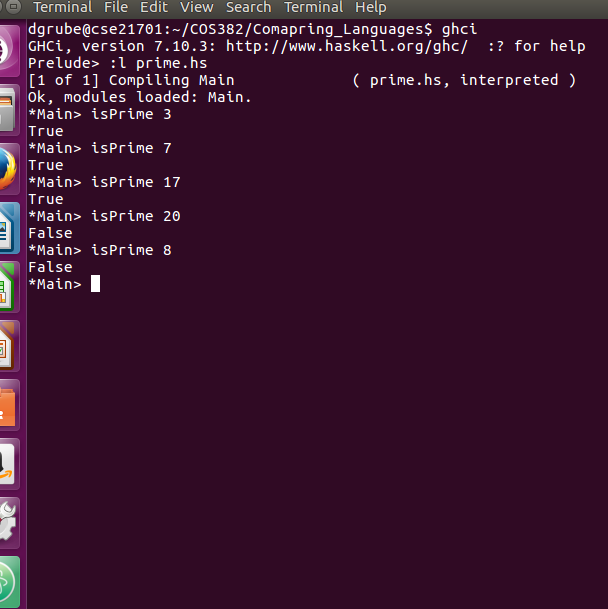 Terminal File Edit View Search Terminal Help
dgrube@cse21701:~/COS382/Comapring_Languages$ ghci
GHCi, version 7.10.3: http://www.haskell.org/ghc/  :? for help
Prelude> :l prime.hs
[1 of 1] Compiling Main             ( prime.hs, interpreted )
Ok, modules loaded: Main.
*Main> isPrime 3
True
*Main> isPrime 7
True
*Main> isPrime 17
True
*Main> isPrime 20
False
*Main> isPrime 8
False
*Main>